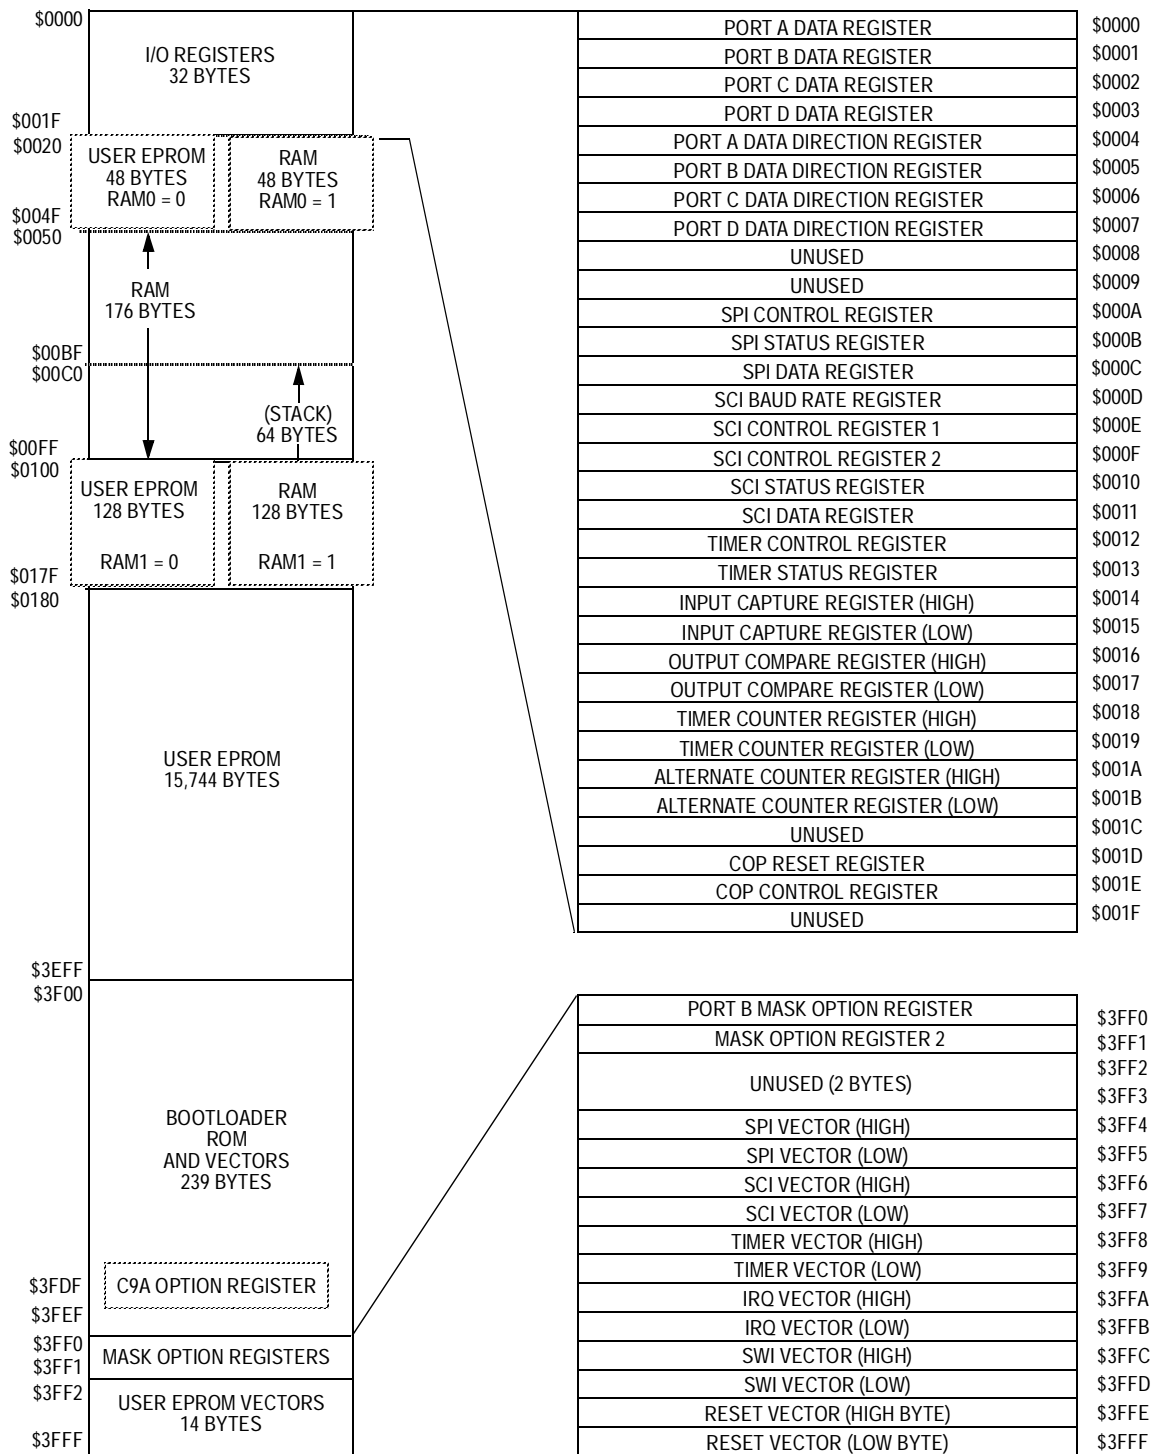 $0000
I/O REGISTERS
32 BYTES
$001F
$0020
USER EPROM
48 BYTES
RAM0 = 0
RAM
48 BYTES
RAM0 = 1
$004F
$0050
RAM
176 BYTES
$00BF
$00C0
(STACK)
64 BYTES
$00FF
$0100
USER EPROM
128 BYTES
RAM1 = 0
RAM
128 BYTES
RAM1 = 1
$017F
$0180
USER EPROM
15,744 BYTES
$3EFF
$3F00
BOOTLOADER
ROM
AND VECTORS
239 BYTES
$3FDF
C9A OPTION REGISTER
$3FEF
$3FF0
$3FF1
MASK OPTION REGISTERS
$3FF2
USER EPROM VECTORS
14 BYTES
$3FFF
PORT A DATA REGISTER $0000
PORT B DATA REGISTER $0001
PORT C DATA REGISTER $0002
PORT D DATA REGISTER $0003
PORT A DATA DIRECTION REGISTER $0004
PORT B DATA DIRECTION REGISTER $0005
PORT C DATA DIRECTION REGISTER $0006
PORT D DATA DIRECTION REGISTER $0007
UNUSED $0008
UNUSED $0009
SPI CONTROL REGISTER $000A
SPI STATUS REGISTER $000B
SPI DATA REGISTER $000C
SCI BAUD RATE REGISTER $000D
SCI CONTROL REGISTER 1 $000E
SCI CONTROL REGISTER 2 $000F
SCI STATUS REGISTER $0010
SCI DATA REGISTER $0011
TIMER CONTROL REGISTER $0012
TIMER STATUS REGISTER $0013
INPUT CAPTURE REGISTER (HIGH) $0014
INPUT CAPTURE REGISTER (LOW) $0015
OUTPUT COMPARE REGISTER (HIGH) $0016
OUTPUT COMPARE REGISTER (LOW) $0017
TIMER COUNTER REGISTER (HIGH) $0018
TIMER COUNTER REGISTER (LOW) $0019
ALTERNATE COUNTER REGISTER (HIGH) $001A
ALTERNATE COUNTER REGISTER (LOW) $001B
UNUSED $001C
COP RESET REGISTER $001D
COP CONTROL REGISTER $001E
UNUSED $001F
PORT B MASK OPTION REGISTER $3FF0
MASK OPTION REGISTER 2 $3FF1
$3FF2
UNUSED (2 BYTES)
$3FF3
SPI VECTOR (HIGH) $3FF4
SPI VECTOR (LOW) $3FF5
SCI VECTOR (HIGH) $3FF6
SCI VECTOR (LOW) $3FF7
TIMER VECTOR (HIGH) $3FF8
TIMER VECTOR (LOW) $3FF9
IRQ VECTOR (HIGH) $3FFA
IRQ VECTOR (LOW) $3FFB
SWI VECTOR (HIGH) $3FFC
SWI VECTOR (LOW) $3FFD
RESET VECTOR (HIGH BYTE) $3FFE
RESET VECTOR (LOW BYTE) $3FFF